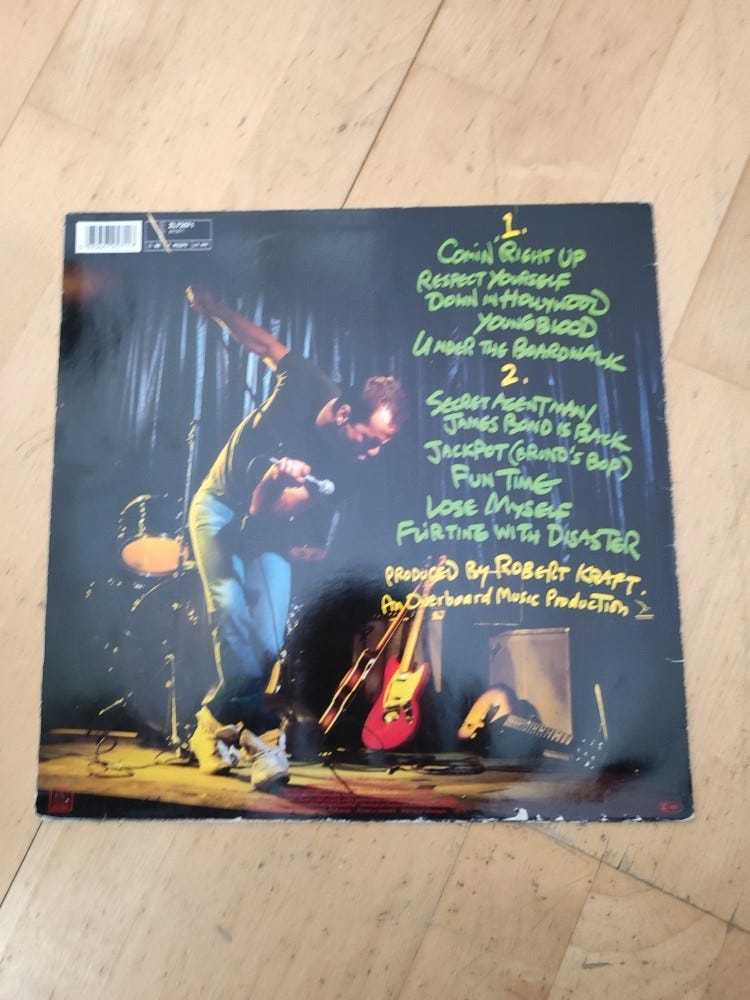 1.
Comin' Right Up
Respect Yourself
Down in Hollywood
Young Blood
Under the Boardwalk
2.
Secret Agent Man/
James Bond is Back
Jackpot (Bruno's Bop)
Fun Time
Lose Myself
Flirting with Disaster
Produced by Robert Kraft.
An Overboard Music Production